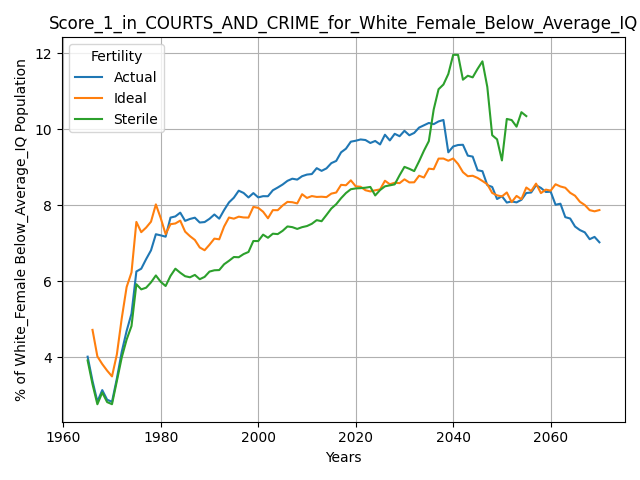 Score_1_in_COURTS_AND_CRIME_for_White_Female_Below_Average_IQ
% of White_Female Below_Average_IQ Population
12
10
8
6
4
Fertility
Actual
Ideal
Sterile
1960 1980 2000 2020 2040 2060
Years